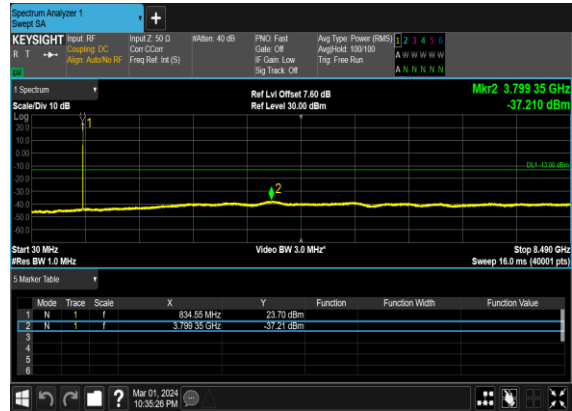 Spectrum Analyzer 1
Swept SA
+
KEYSIGHT Input: RF Input Z: 50 Ω #Atten: 40 dB PNO: Fast Avg Type: Power (RMS) 1 2 3 4 5 6
R T Coupling: DC Corr CCorr Gate: Off Avg|Hold: 100/100 A W W W W W
Align: Auto/No RF Freq Ref: Int (S) IF Gain: Low Trig: Free Run
Sig Track: Off A N N N N N
1 Spectrum Ref Lvl Offset 7.60 dB Mkr2 3.799 35 GHz
Scale/Div 10 dB Ref Level 30.00 dBm -37.210 dBm
Log
20.0
10.0
0.00
-10.0
DL1 -13.00 dBm
-20.0
-30.0
-40.0
-50.0
-60.0
1
2
Start 30 MHz Video BW 3.0 MHz* Stop 8.490 GHz
#Res BW 1.0 MHz Sweep 16.0 ms (40001 pts)
5 Marker Table
Mode Trace Scale X Y Function Function Width Function Value
1 N 1 f 834.55 MHz 23.70 dBm
2 N 1 f 3.799 35 GHz -37.21 dBm
3
4
5
6
? Mar 01, 2024
10:35:26 PM